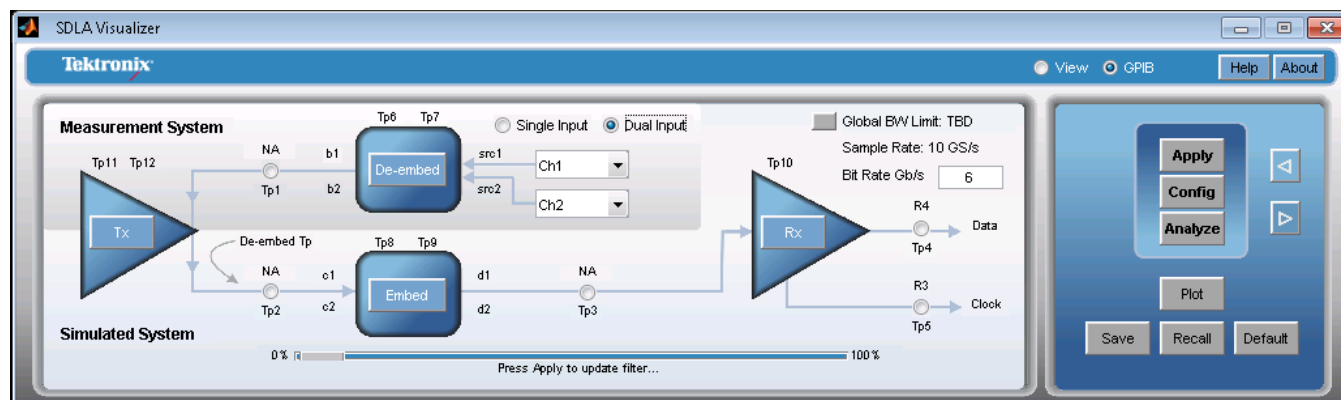 SDLA Visualizer
Tektronix
View GPIB Help About
Measurement System
Tp6 Tp7
Single Input Dual Input
Global BW Limit: TBD
Sample Rate: 10 GS/s
Bit Rate Gb/s 6
Tp11 Tp12
NA
b1
De-embed
src1
Ch1
Tp10
Tp1
b2
src2
Ch2
Tx
De-embed Tp
Tp8 Tp9
Rx
R4
Data
Tp4
NA
c1
Embed
d1
NA
Tp2
c2
d2
Tp3
R3
Clock
Tp5
Simulated System
0% 100%
Press Apply to update filter...
Apply
Config
Analyze
Plot
Save Recall Default